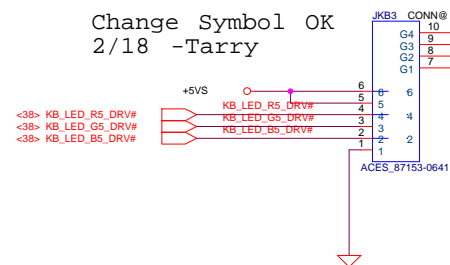 Change Symbol OK
2/18 -Tarry
JKB3 CONN@
G4 10
G3 9
G2 8
G1 7
+5VS
6 6 6
5 5
<38> KB_LED_R5_DRV# KB_LED_R5_DRV# 4 4 4
<38> KB_LED_G5_DRV# KB_LED_G5_DRV# 3 3
<38> KB_LED_B5_DRV# KB_LED_B5_DRV# 2 2 2
1 1
ACES_87153-0641